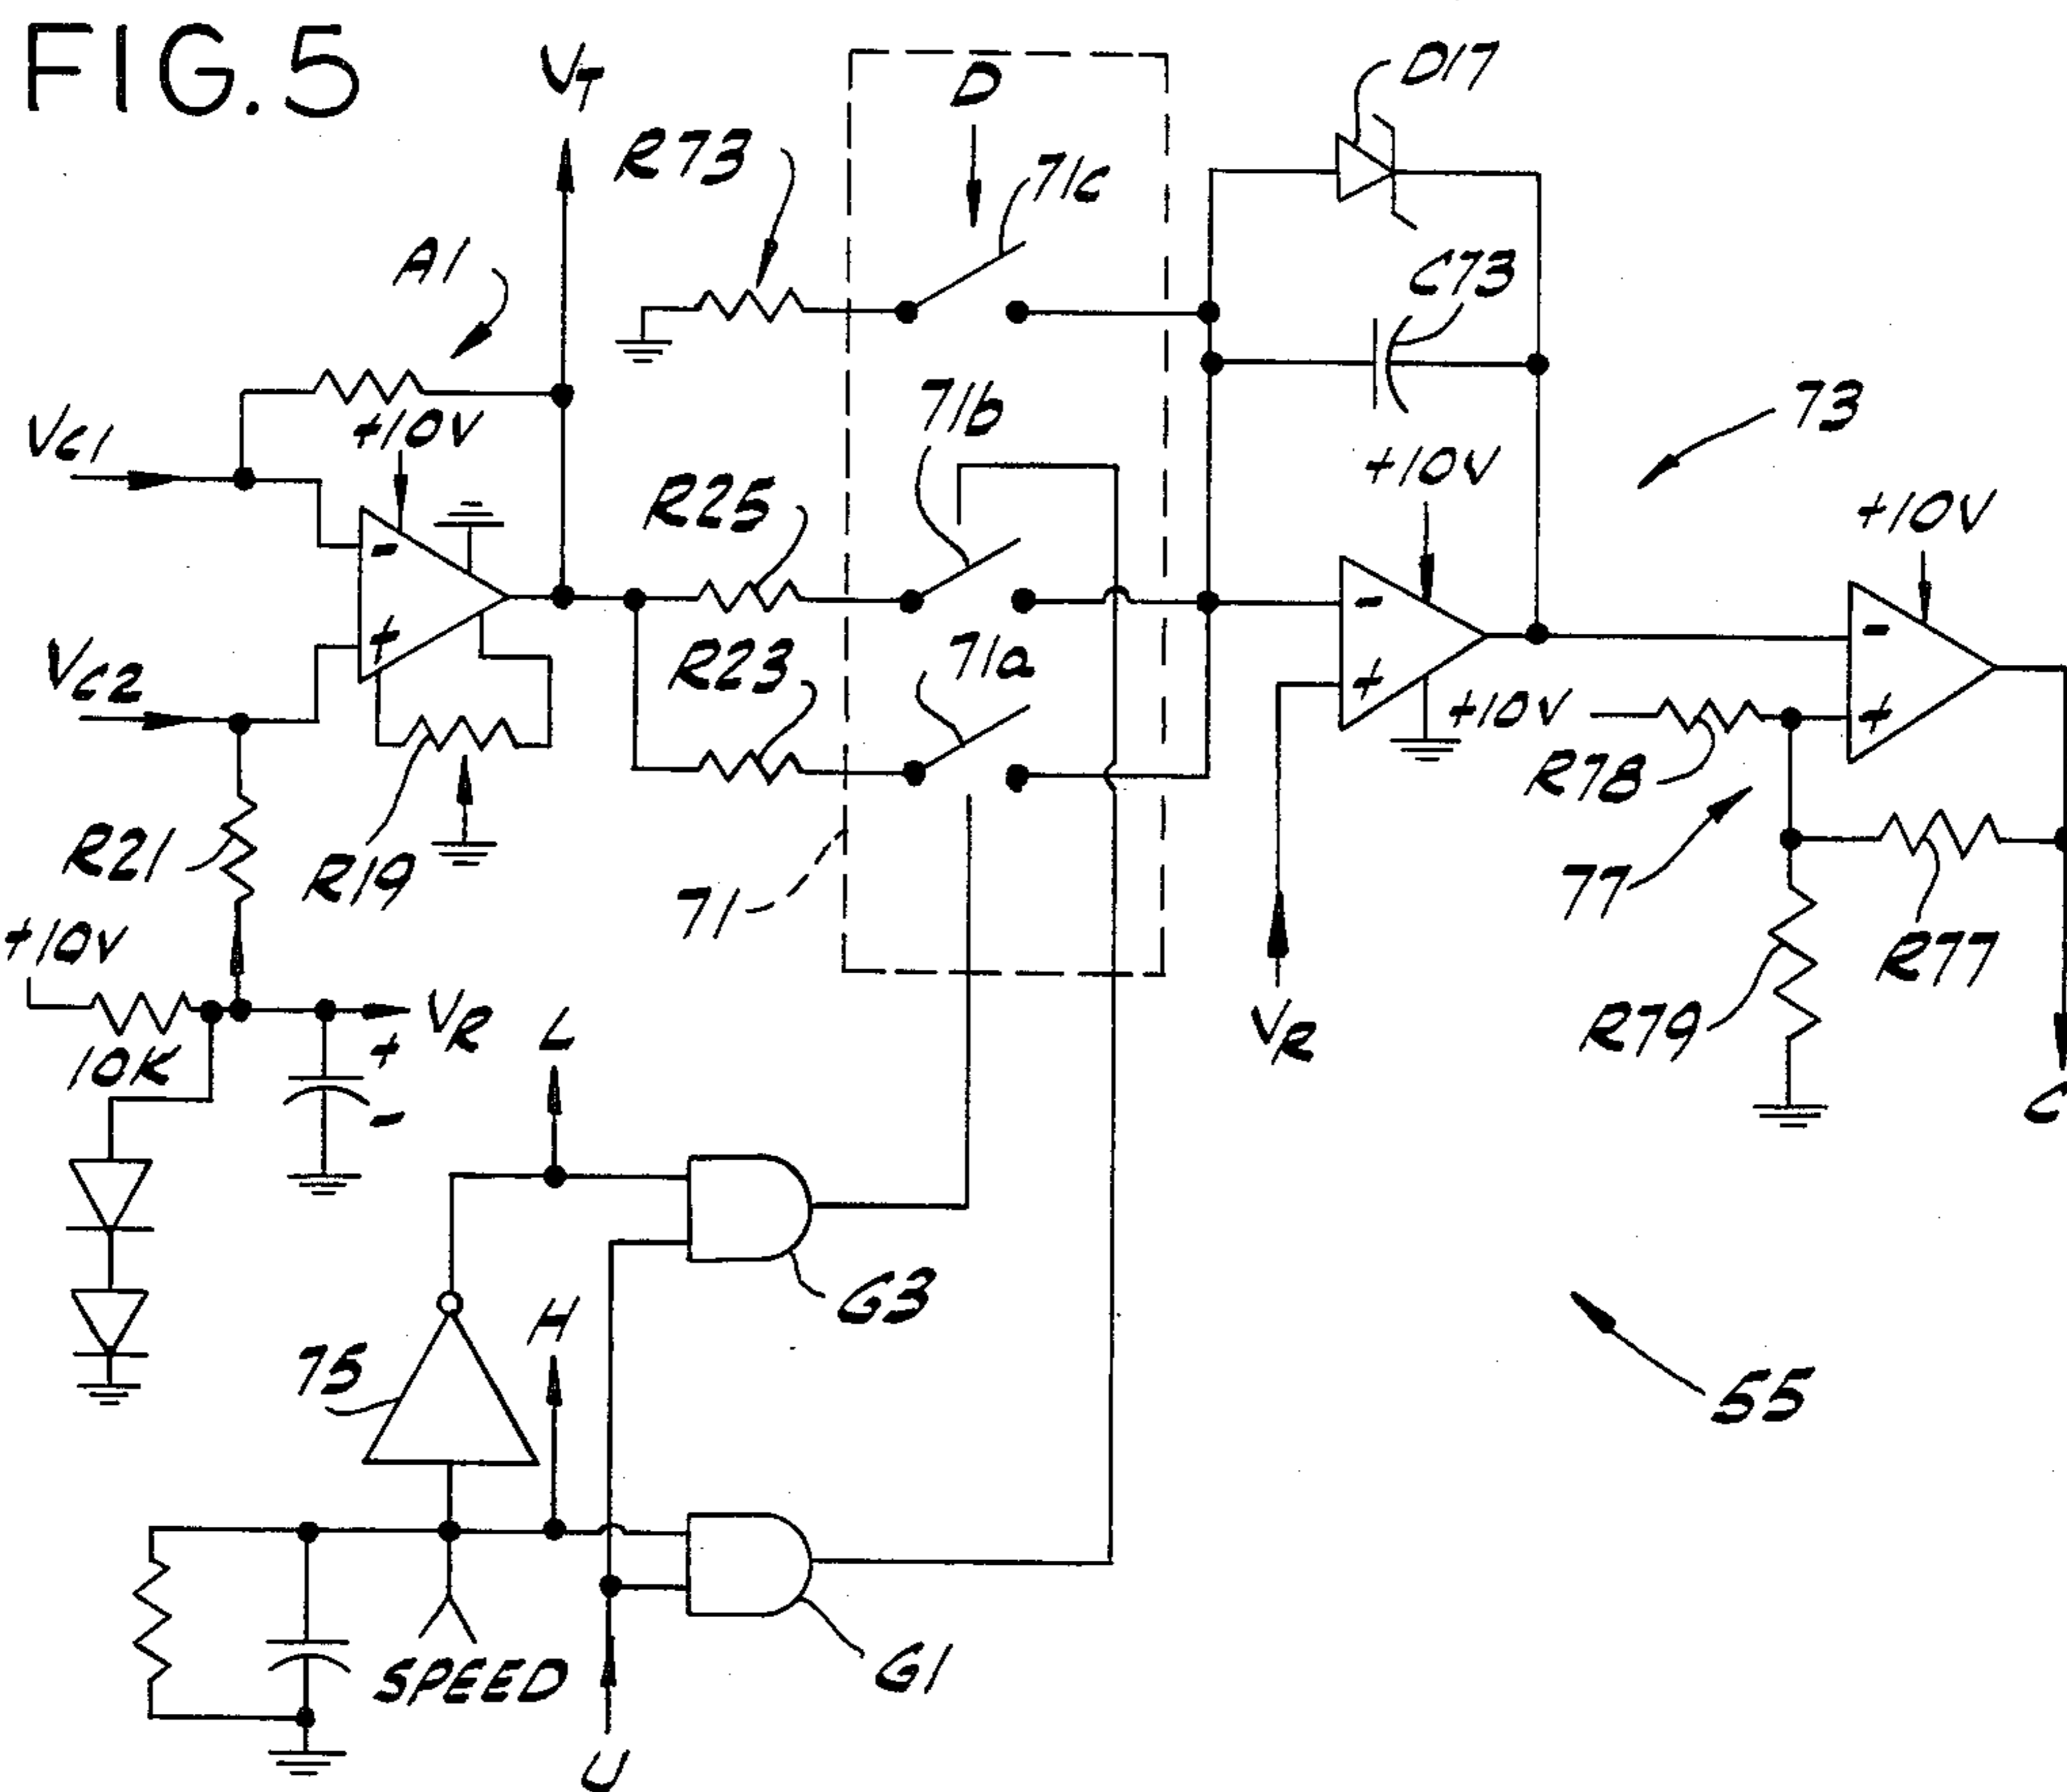 FIG. 5
VT
D
D17
R73
71c
A1
C73
71b
+10V
73
VC1
+10V
R25
+10V
-
-
-
VC2
+
R23
71a
+
+10V
+
R78
R21
R19
71
77
R77
+10V
VR
L
VR
R79
10K
+
-
C
G3
H
75
55
SPEED
G1
U